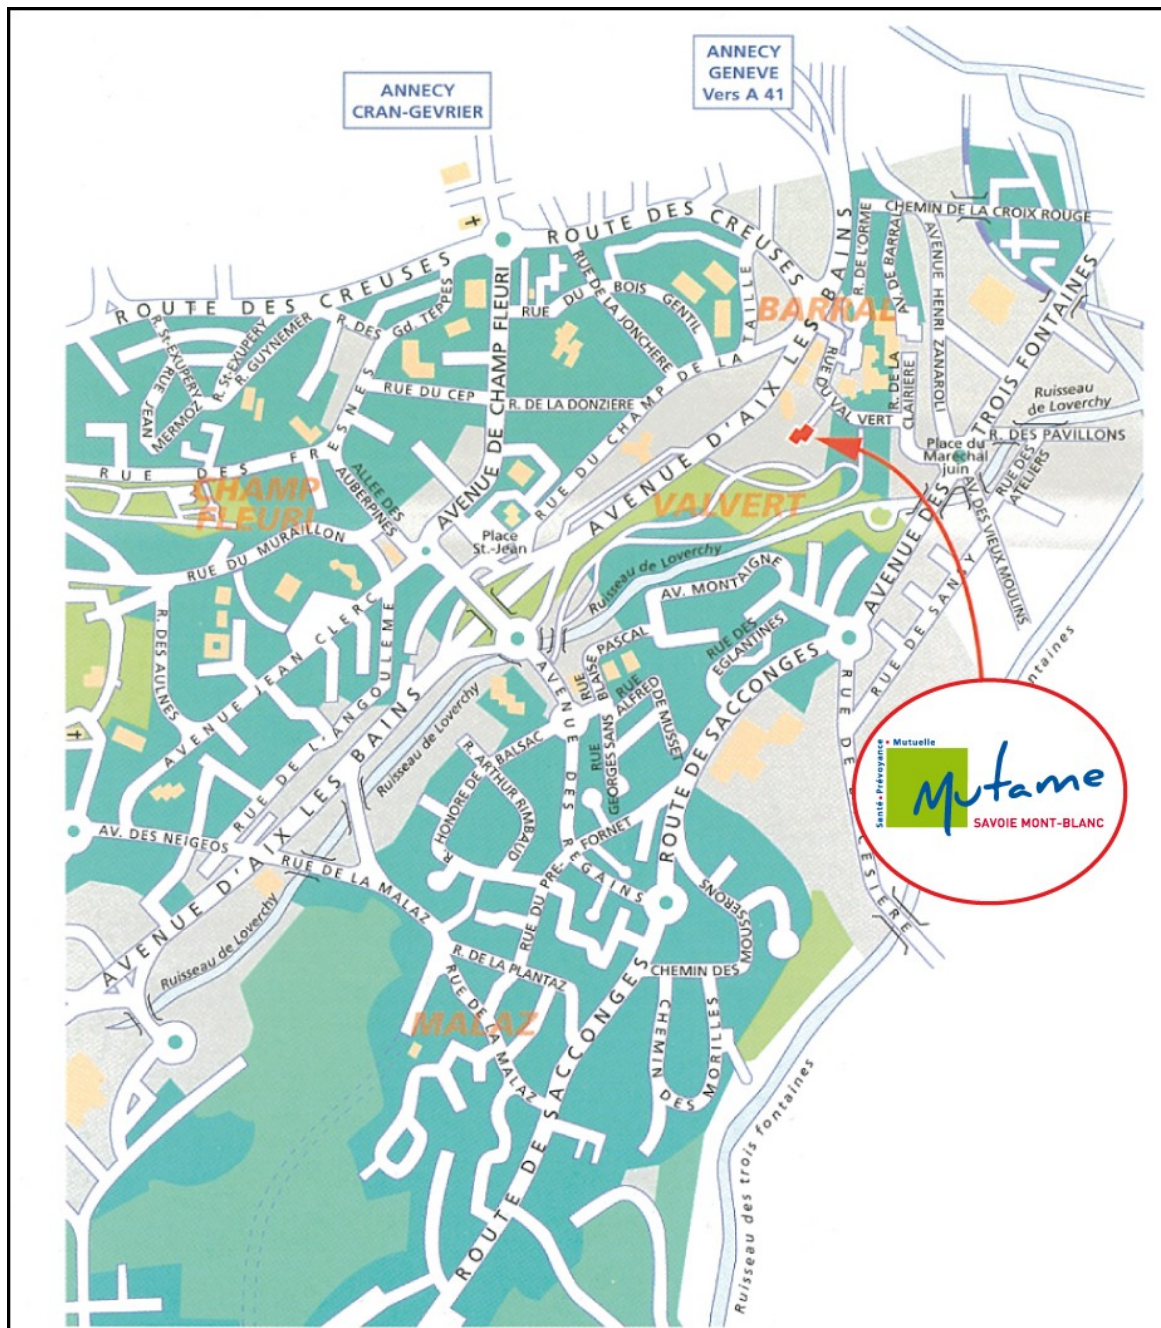 ANNECY
GENEVE
Vers A 41
ANNECY
CRAN-GEVRIER
ROUTE DES CREUSES
ROUTE DES CREUSES
CHEMIN DE LA CROIX ROUGE
R. DE L'ORME
AV. DE BARRAL
AVENUE HENRI ZANAROLI
AVENUE DES TROIS FONTAINES
BARRAL
R. St-EXUPERY
R. St-EXUPERY
R. GUYNEMER
RUE JEAN MERMOZ
R. DES Gd. TEPPES
RUE DU BOIS GENTIL
RUE DE LA JONCHERE
RUE DU CHAMP DE LA TAILLE
AVENUE DE CHAMP FLEURI
RUE DU CEP
R. DE LA DONZIERE
AVENUE D'AIX LES BAINS
RUE DU VAL VERT
R. DE LA
CLAIRIERE
Ruisseau
de Loverchy
Place du
Maréchal
juin
R. DES PAVILLONS
RUE DES
ATELIERS
AV. DES VIEUX MOULINS
RUE DES FRESNES
CHAMP
FLEURI
ALLEE DES
AUBERPINES
VALVERT
Place
St.-Jean
RUE DU MURAILLON
Ruisseau de Loverchy
AV. MONTAIGNE
RUE DES
EGLANTINES
RUE DE SANCY
R. DES AULNES
AVENUE JEAN CLERC
RUE DE L'ANGOULEME
AVENUE D'AIX LES BAINS
Ruisseau de Loverchy
RUE
BLAISE PASCAL
RUE
ALFRED
DE MUSSET
RUE
GEORGES SANS
AVENUE DES REGAINS
R. HONORE DE BALSAC
R. ARTHUR RIMBAUD
RUE DU PRE FORNET
ROUTE DE SACCONGES
ntaines
Santé • Prévoyance • Mutuelle
Mutame
SAVOIE MONT-BLANC
AV. DES NEIGEOS
RUE DE LA MALAZ
Ruisseau de Loverchy
R. DE LA PLANTAZ
RUE DE LA MALAZ
MALAZ
CHEMIN DES MOUSSERONS
CHEMIN DES MORILLES
ROUTE DE SACCONGES
Ruisseau des trois fontaines